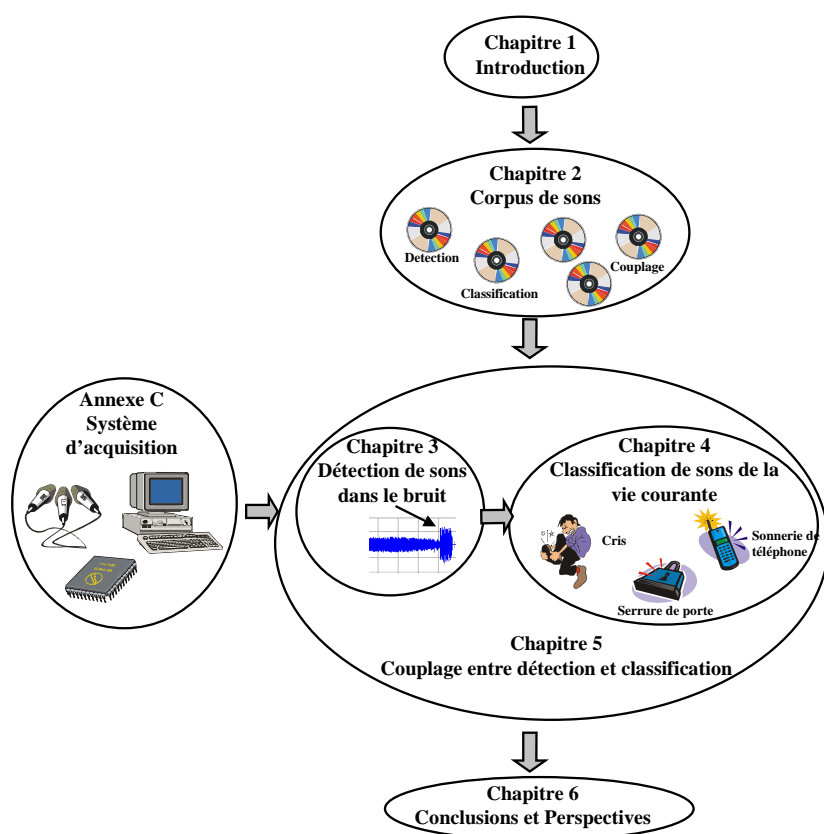 Chapitre 1
Introduction
Chapitre 2
Corpus de sons
Detection
Classification
Couplage
Annexe C
Système
d'acquisition
Chapitre 3
Détection de sons
dans le bruit
Chapitre 4
Classification de sons de la
vie courante
Cris
Sonnerie de
téléphone
Serrure de porte
Chapitre 5
Couplage entre détection et classification
Chapitre 6
Conclusions et Perspectives